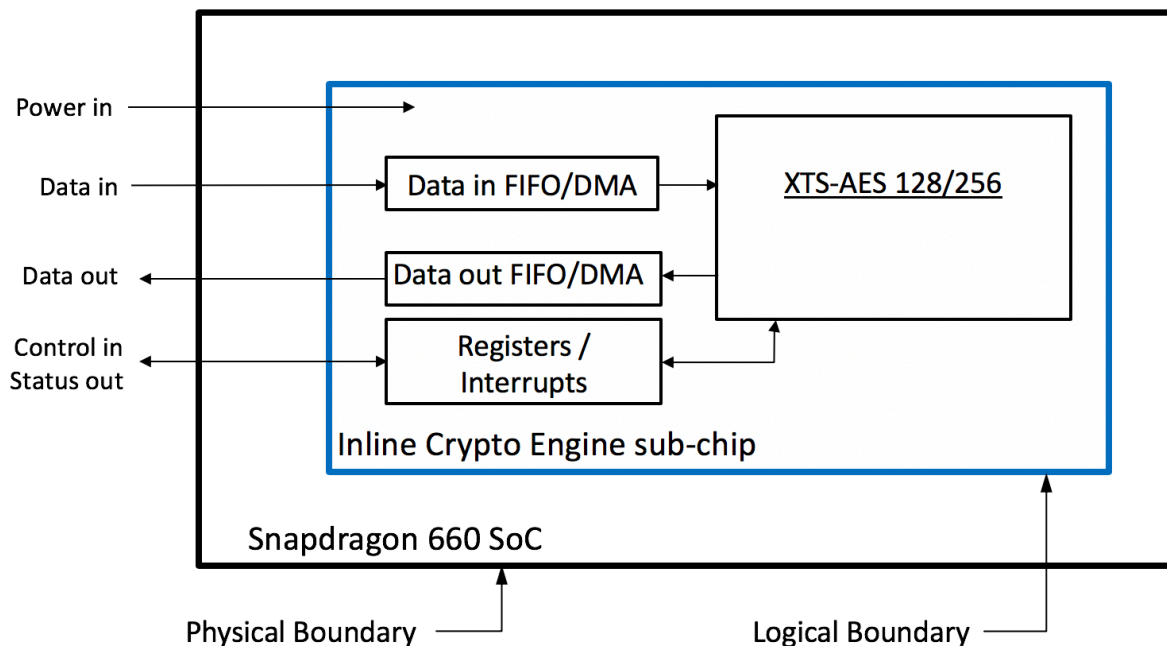 Power in
Data in
Data out
Control in
Status out
Data in FIFO/DMA
Data out FIFO/DMA
Registers /
Interrupts
XTS-AES 128/256
Inline Crypto Engine sub-chip
Snapdragon 660 SoC
Physical Boundary
Logical Boundary